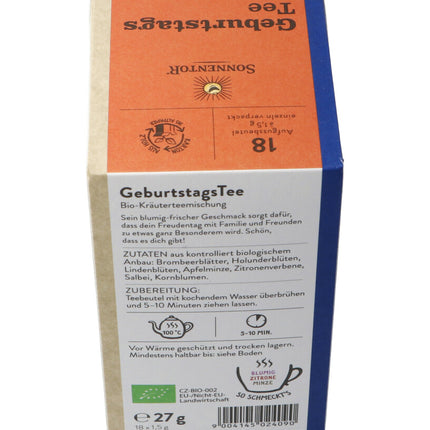 Geburtstags
Tee
SONNENTOR®
18
Aufgussbeutel
à 1,5 g
einzeln verpackt
GeburtstagsTee
Bio-Kräuterteemischung
Sein blumig-frischer Geschmack sorgt dafür,
dass dein Freudentag mit Familie und Freunden
zu etwas ganz Besonderem wird. Schön,
dass es dich gibt!
ZUTATEN aus kontrolliert biologischem
Anbau: Brombeerblätter, Holunderblüten,
Lindenblüten, Apfelminze, Zitronenverbene,
Salbei, Kornblumen.
ZUBEREITUNG:
Teebeutel mit kochendem Wasser überbrühen
und 5-10 Minuten ziehen lassen.
100°C
5-10 MIN.
Vor Wärme geschützt und trocken lagern.
Mindestens haltbar bis: siehe Boden
CZ-BIO-002
EU-/Nicht-EU-
Landwirtschaft
BLUMIG
ZITRONE
MINZE
SO SCHMECKT'S
e 27 g
18 x 1,5 g
9 004145 024090